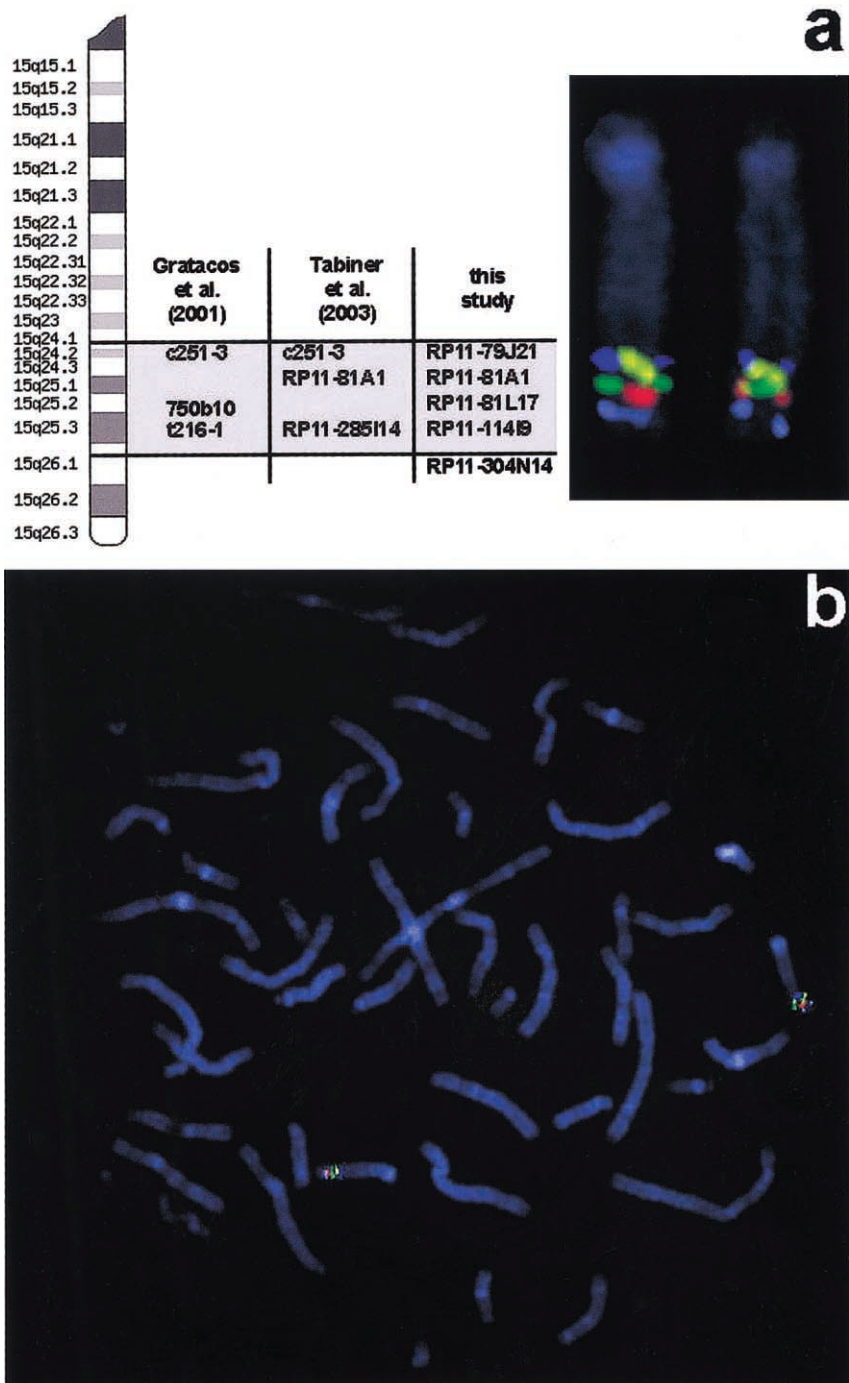 a
15q15.1
15q15.2
15q15.3
15q21.1
15q21.2
15q21.3
15q22.1
15q22.2
15q22.31
15q22.32
15q22.33
15q23
15q24.1
15q24.2
15q24.3
15q25.1
15q25.2
15q25.3
15q26.1
15q26.2
15q26.3
Gratacos et al. (2001)
Tabiner et al. (2003)
this study
c251-3 c251-3 RP11-79J21
RP11-81A1 RP11-81A1
750b10 RP11-81L17
t216-1 RP11-285I14 RP11-114I9
RP11-304N14
b